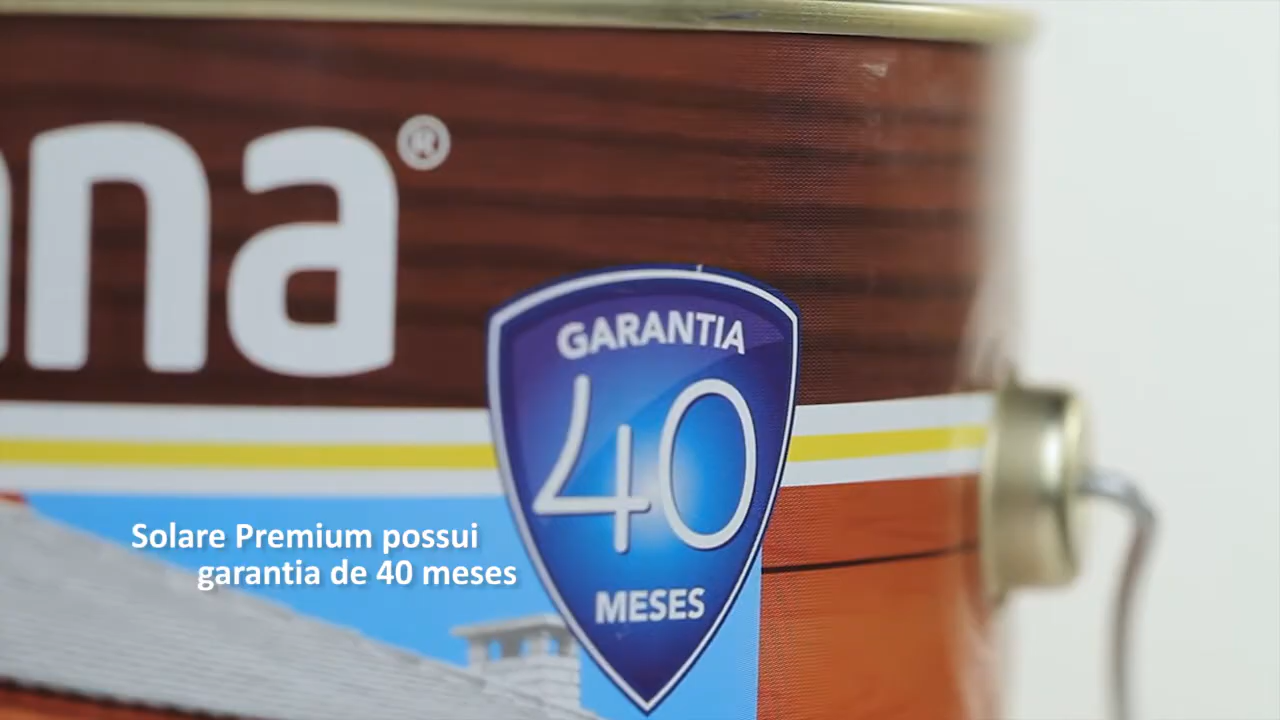 na®
GARANTIA
40
MESES
Solare Premium possui
garantia de 40 meses